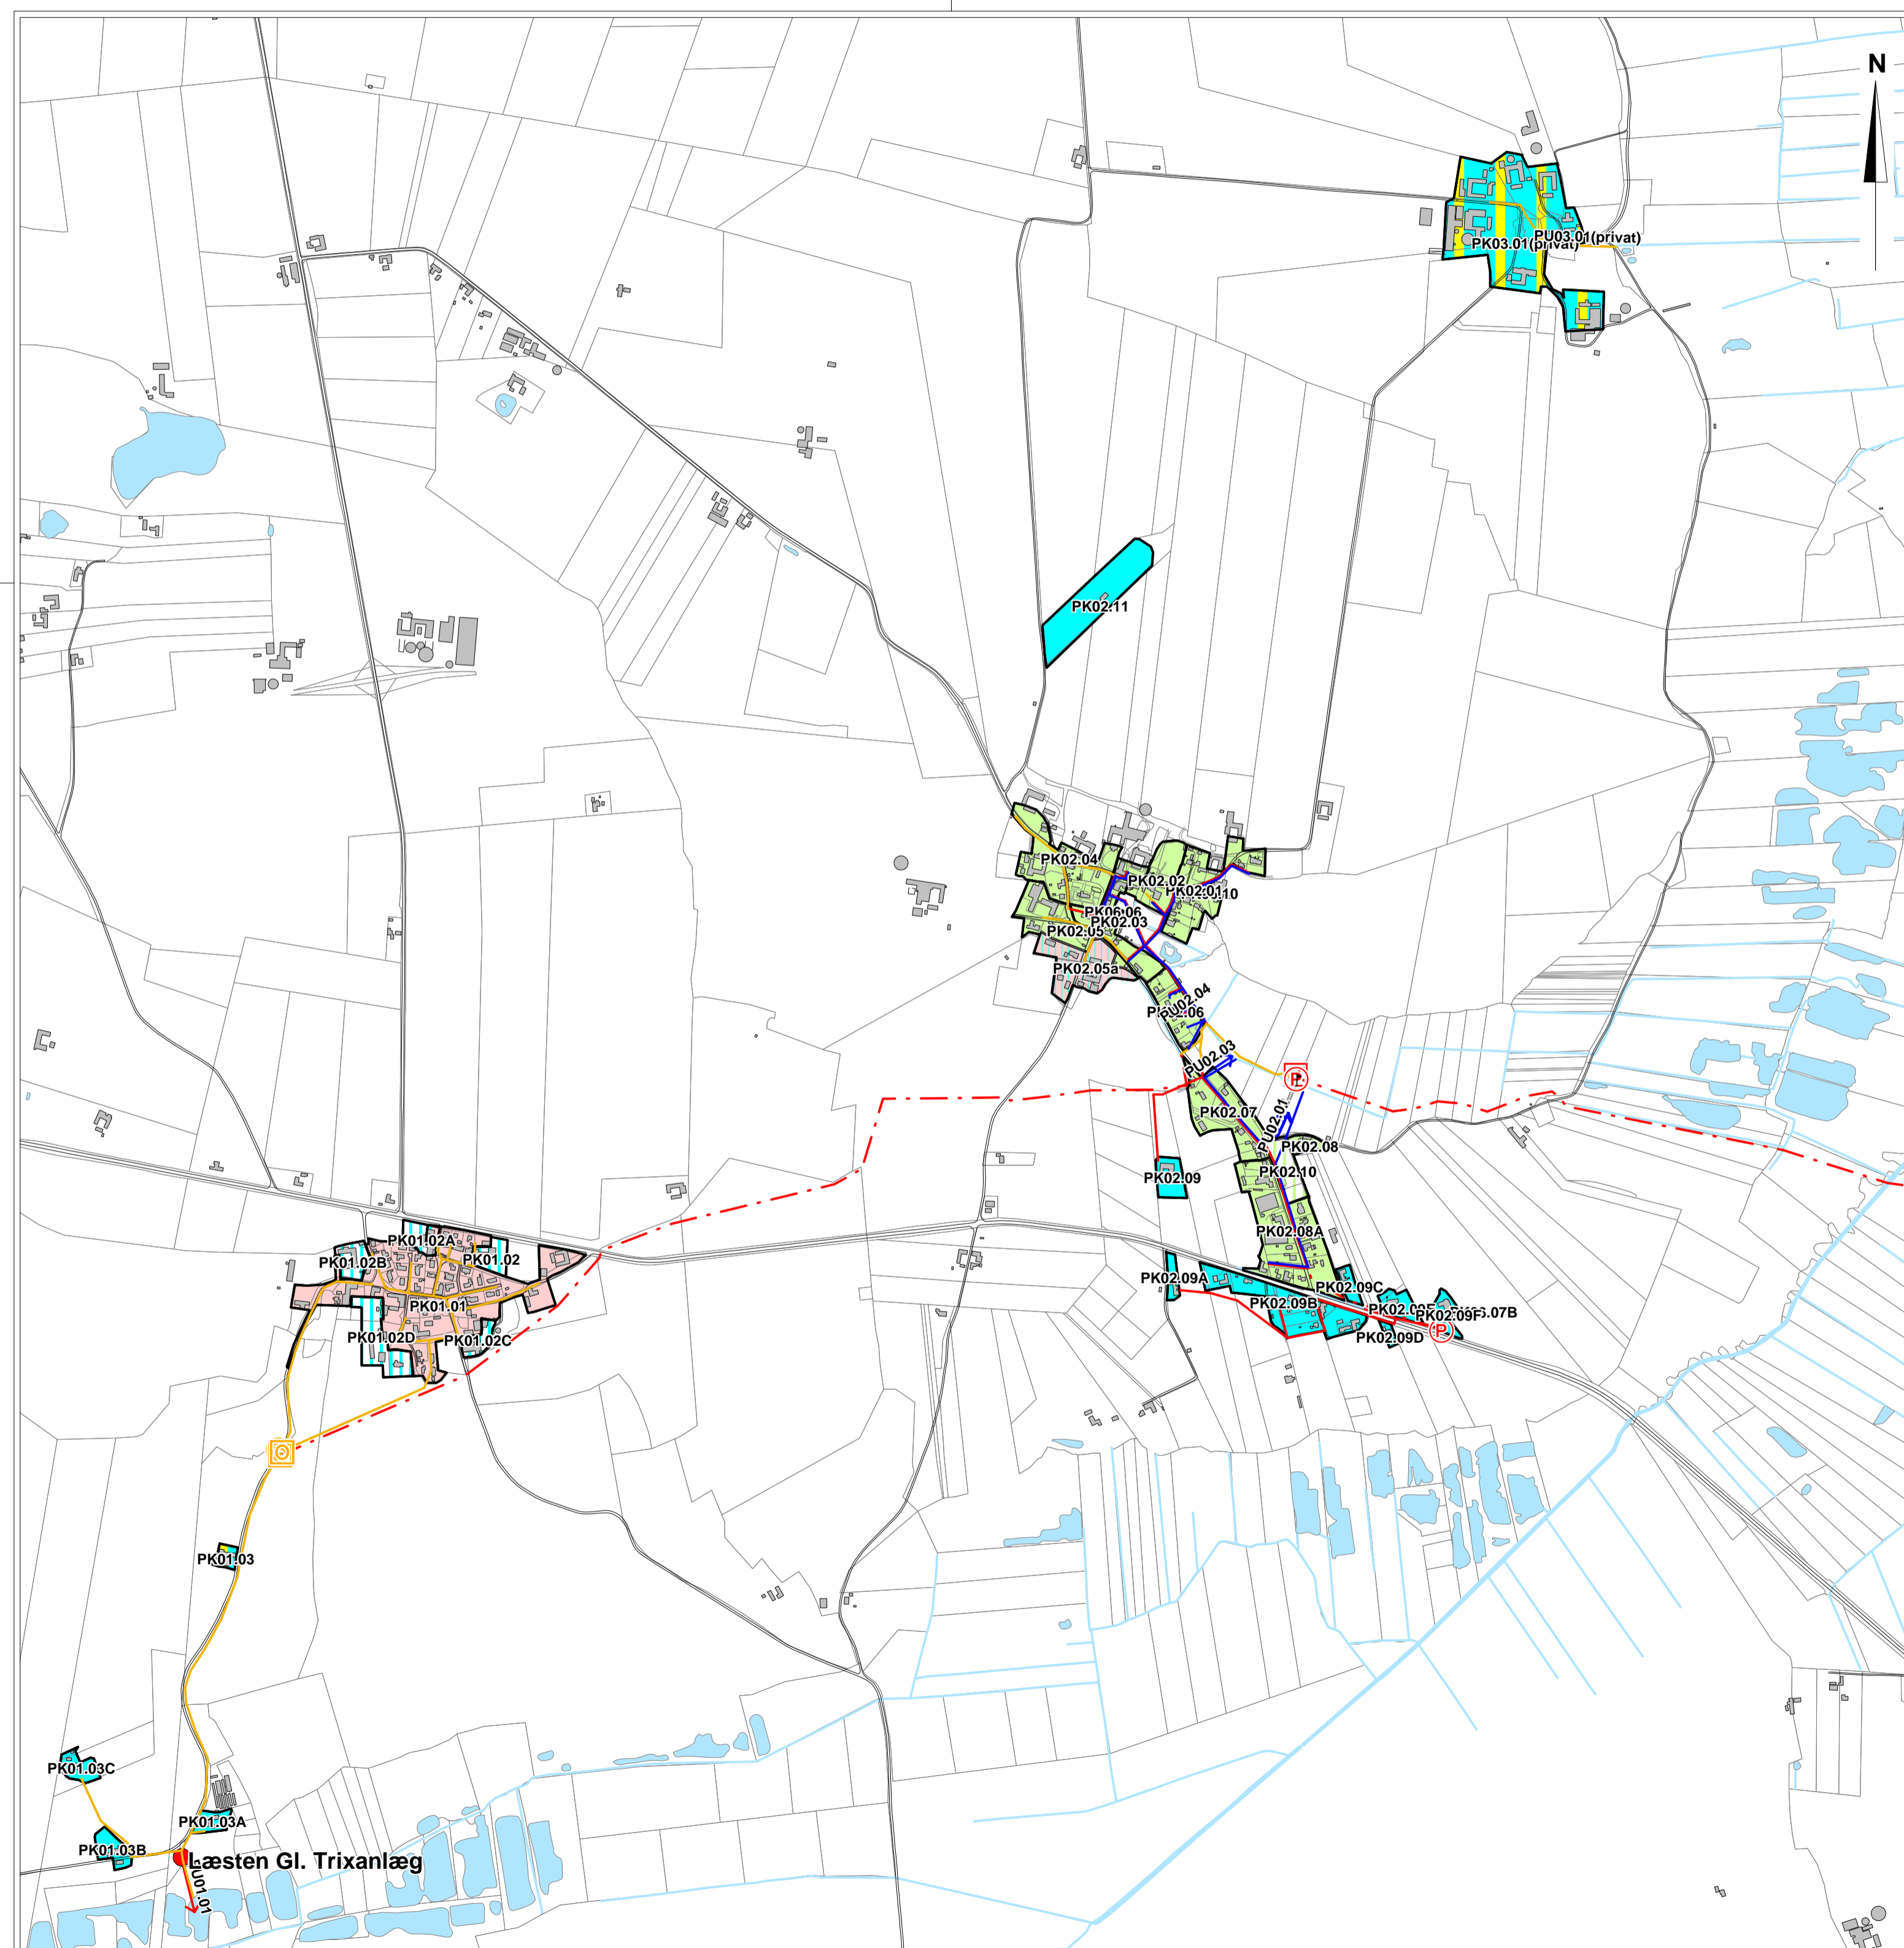 N
PU03.01(privat)
PK03.01(privat)
PK02.11
PK02.04
PK02.02
PK02.01
PK06.06
PK02.03
PK02.05
PK02.05a
PU02.04
PU02.03
PK02.07
PU02.01
PK02.08
PK02.10
PK02.09
PK02.08A
PK02.09A
PK02.09C
PK02.09B
PK02.09F
PK02.09D
P
PK01.02A
PK01.02B
PK01.02
PK01.01
PK01.02D
PK01.02C
PK01.03
PK01.03C
PK01.03A
PK01.03B
Læsten Gl. Trixanlæg